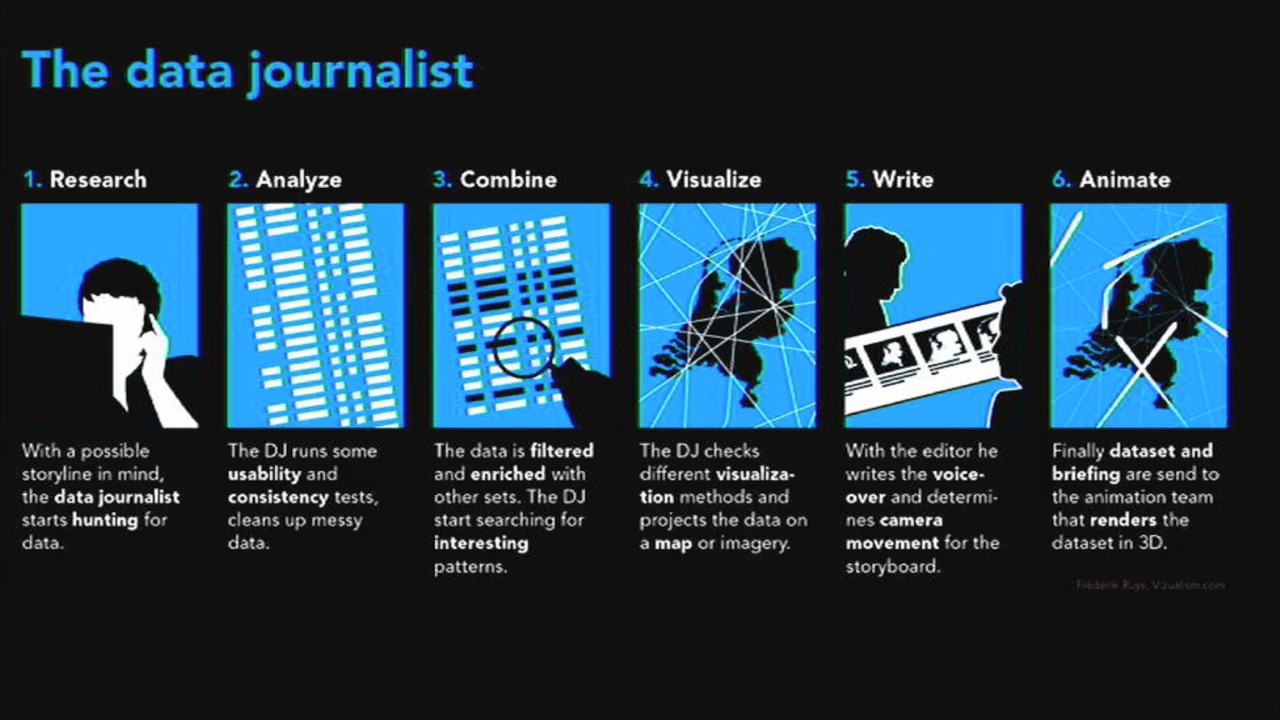 The data journalist
1. Research
With a possible
storyline in mind,
the data journalist
starts hunting for
data.
2. Analyze
The DJ runs some
usability and
consistency tests,
cleans up messy
data.
3. Combine
The data is filtered
and enriched with
other sets. The DJ
start searching for
interesting
patterns.
4. Visualize
The DJ checks
different visualiza-
tion methods and
projects the data on
a map or imagery.
5. Write
With the editor he
writes the voice-
over and determi-
nes camera
movement for the
storyboard.
6. Animate
Finally dataset and
briefing are send to
the animation team
that renders the
dataset in 3D.
Frédérik Ruys, Vizualism.com